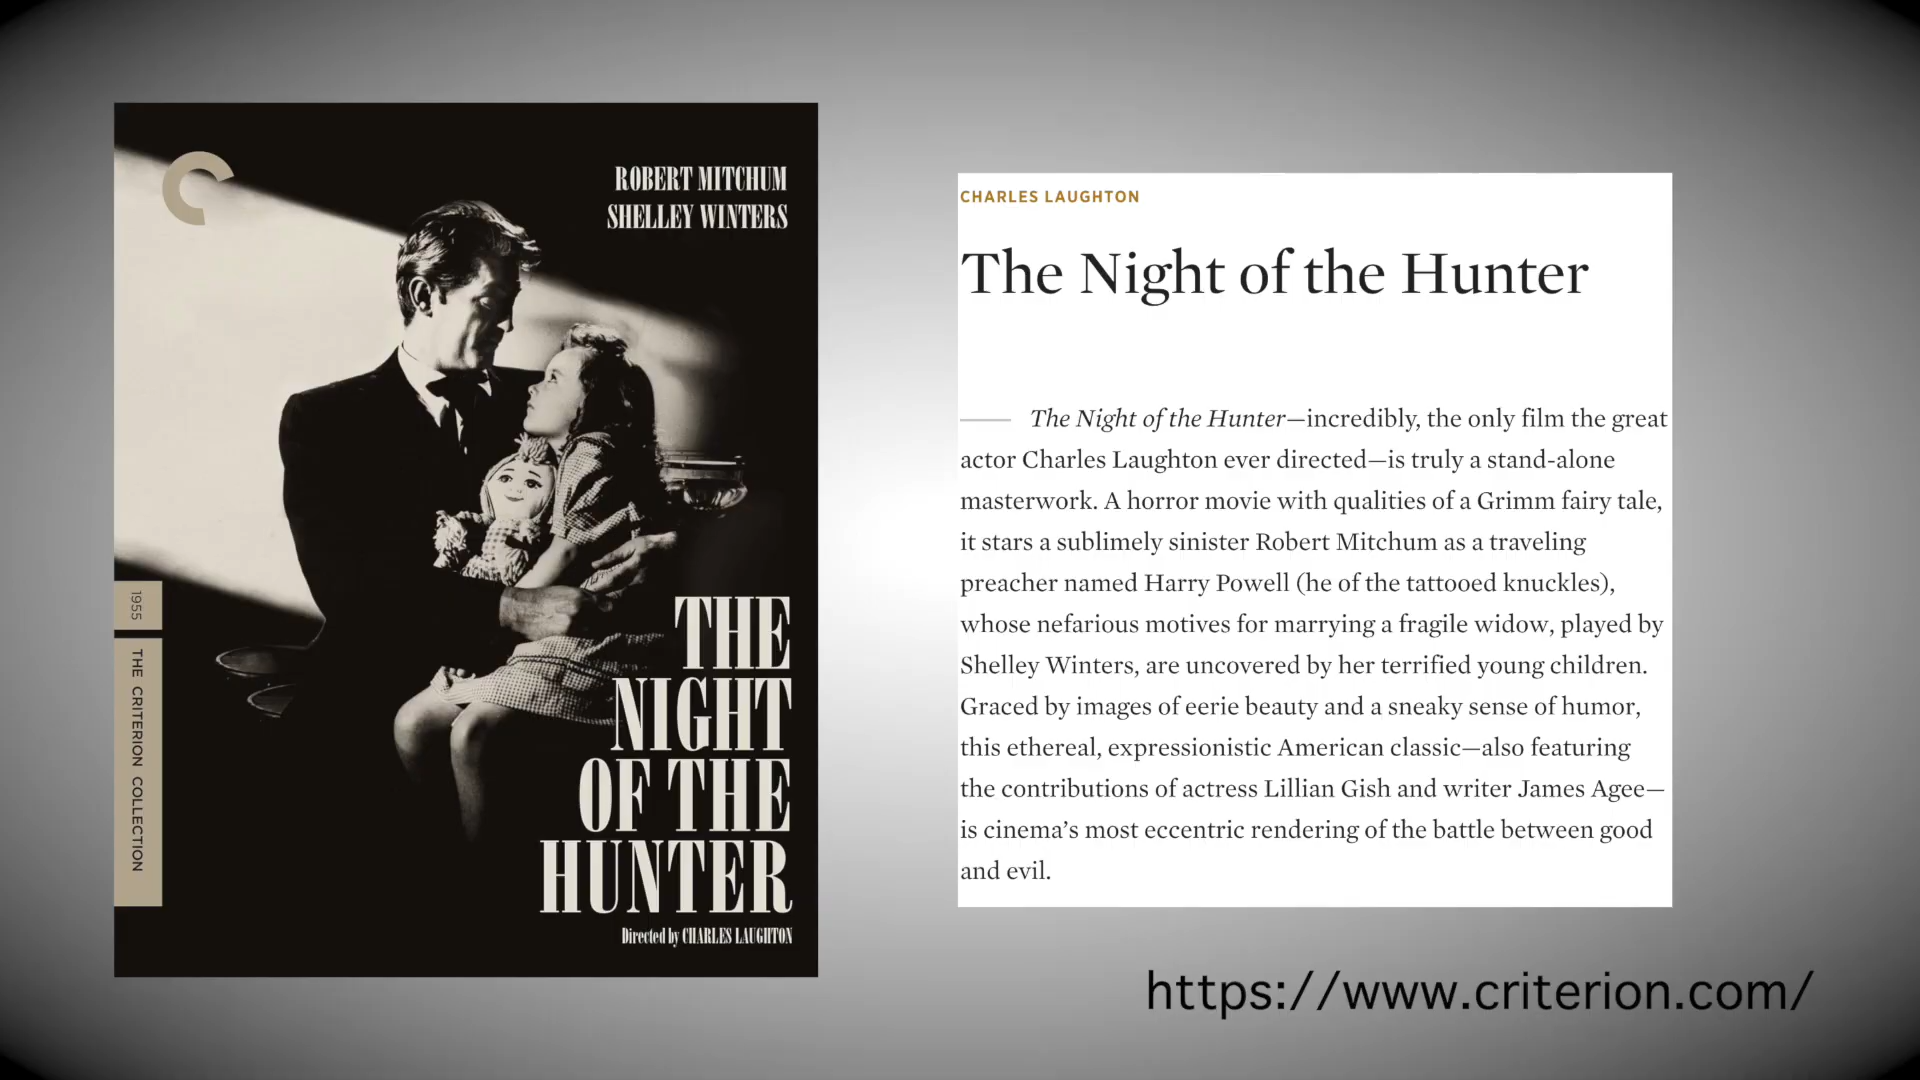 ROBERT MITCHUM
SHELLEY WINTERS
1955
THE CRITERION COLLECTION
THE
NIGHT
OF THE
HUNTER
Directed by CHARLES LAUGHTON
CHARLES LAUGHTON
The Night of the Hunter
The Night of the Hunter—incredibly, the only film the great
actor Charles Laughton ever directed—is truly a stand-alone
masterwork. A horror movie with qualities of a Grimm fairy tale,
it stars a sublimely sinister Robert Mitchum as a traveling
preacher named Harry Powell (he of the tattooed knuckles),
whose nefarious motives for marrying a fragile widow, played by
Shelley Winters, are uncovered by her terrified young children.
Graced by images of eerie beauty and a sneaky sense of humor,
this ethereal, expressionistic American classic—also featuring
the contributions of actress Lillian Gish and writer James Agee—
is cinema’s most eccentric rendering of the battle between good
and evil.
https://www.criterion.com/